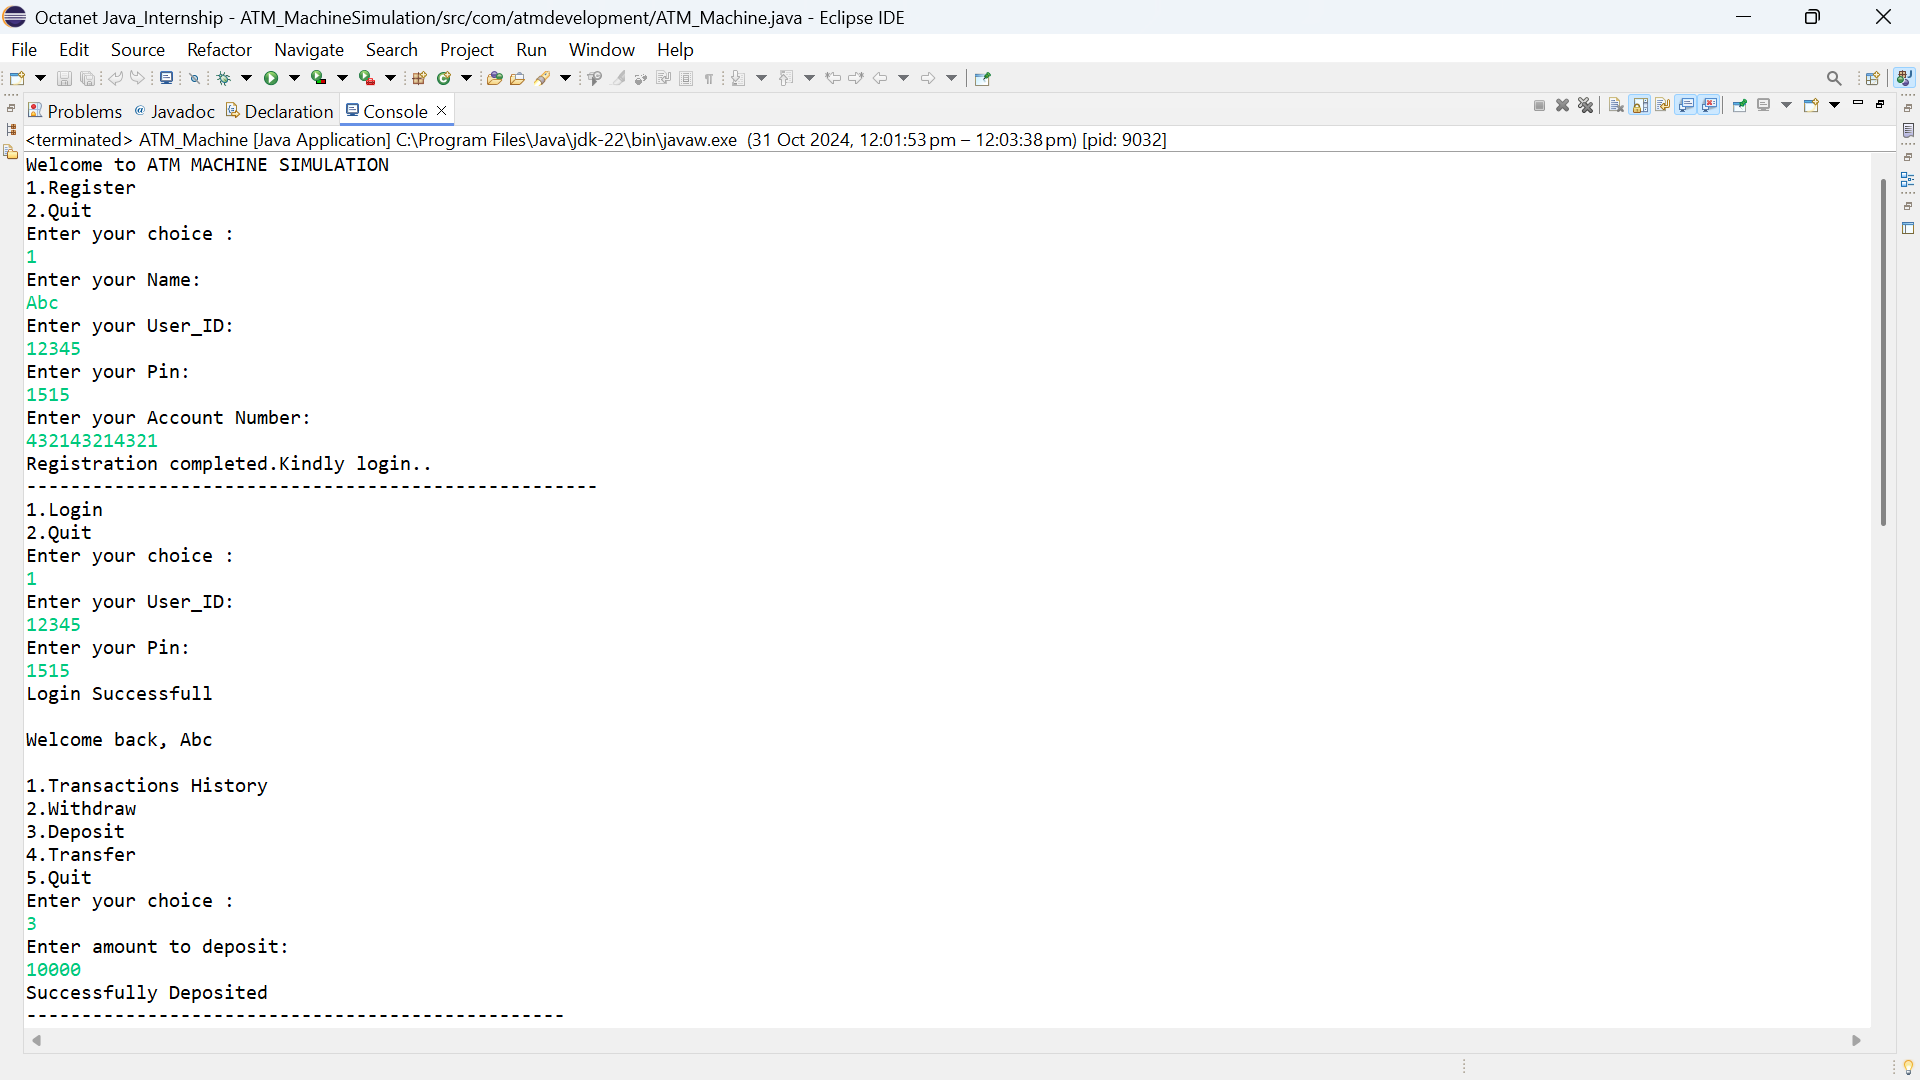 Octanet Java_Internship - ATM_MachineSimulation/src/com/atmdevelopment/ATM_Machine.java - Eclipse IDE
File Edit Source Refactor Navigate Search Project Run Window Help
Problems @ Javadoc Declaration Console
<terminated> ATM_Machine [Java Application] C:\Program Files\Java\jdk-22\bin\javaw.exe (31 Oct 2024, 12:01:53 pm – 12:03:38 pm) [pid: 9032]
Welcome to ATM MACHINE SIMULATION
1.Register
2.Quit
Enter your choice :
1
Enter your Name:
Abc
Enter your User_ID:
12345
Enter your Pin:
1515
Enter your Account Number:
432143214321
Registration completed.Kindly login..
----------------------------------------------------
1.Login
2.Quit
Enter your choice :
1
Enter your User_ID:
12345
Enter your Pin:
1515
Login Successfull
Welcome back, Abc
1.Transactions History
2.Withdraw
3.Deposit
4.Transfer
5.Quit
Enter your choice :
3
Enter amount to deposit:
10000
Successfully Deposited
-------------------------------------------------